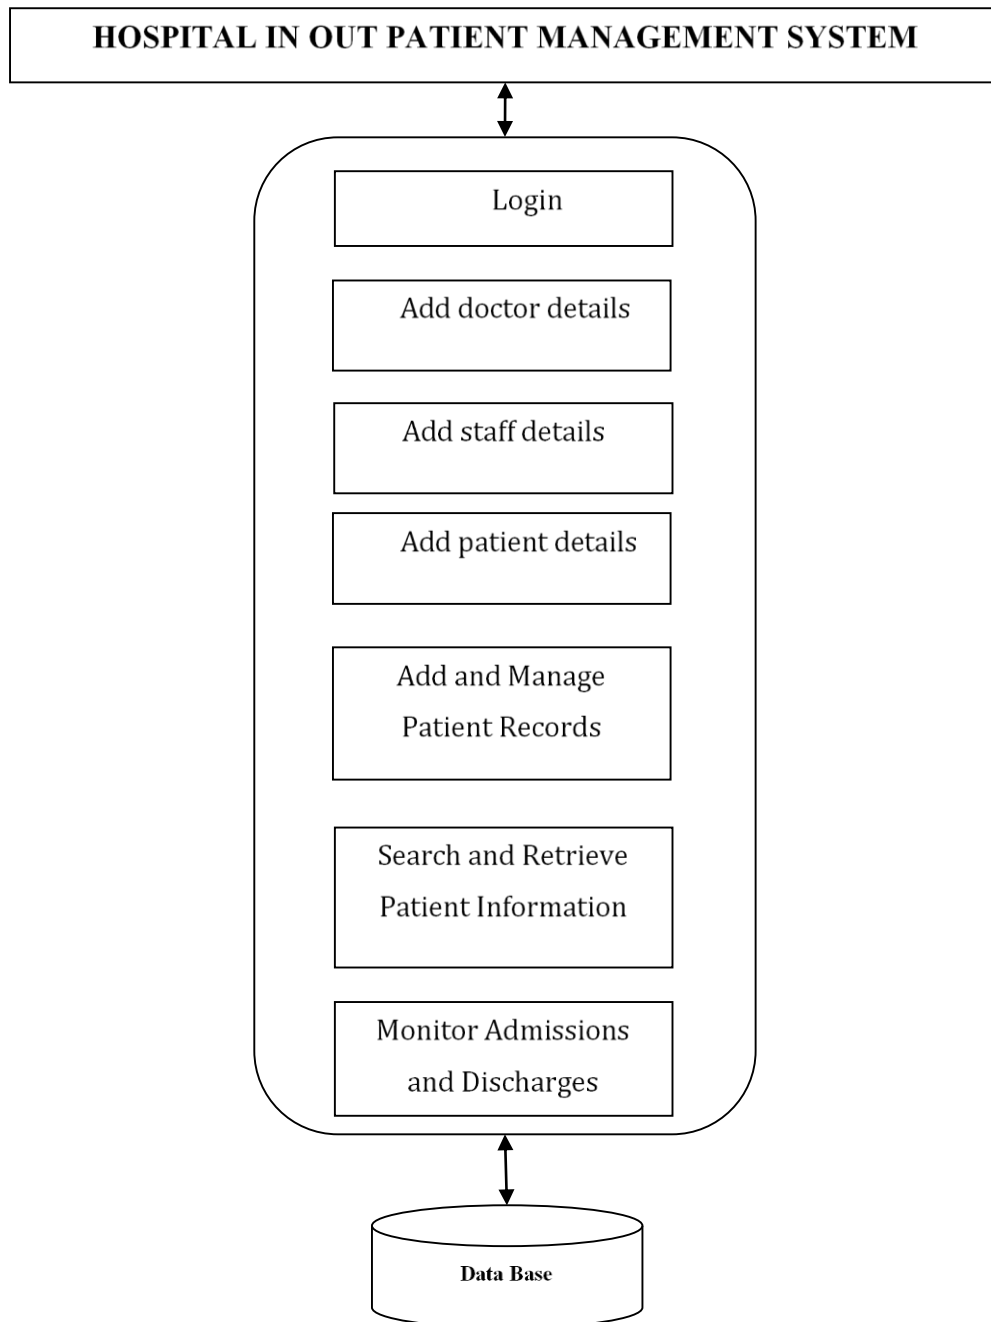 HOSPITAL IN OUT PATIENT MANAGEMENT SYSTEM
Login
Add doctor details
Add staff details
Add patient details
Add and Manage
Patient Records
Search and Retrieve
Patient Information
Monitor Admissions
and Discharges
Data Base